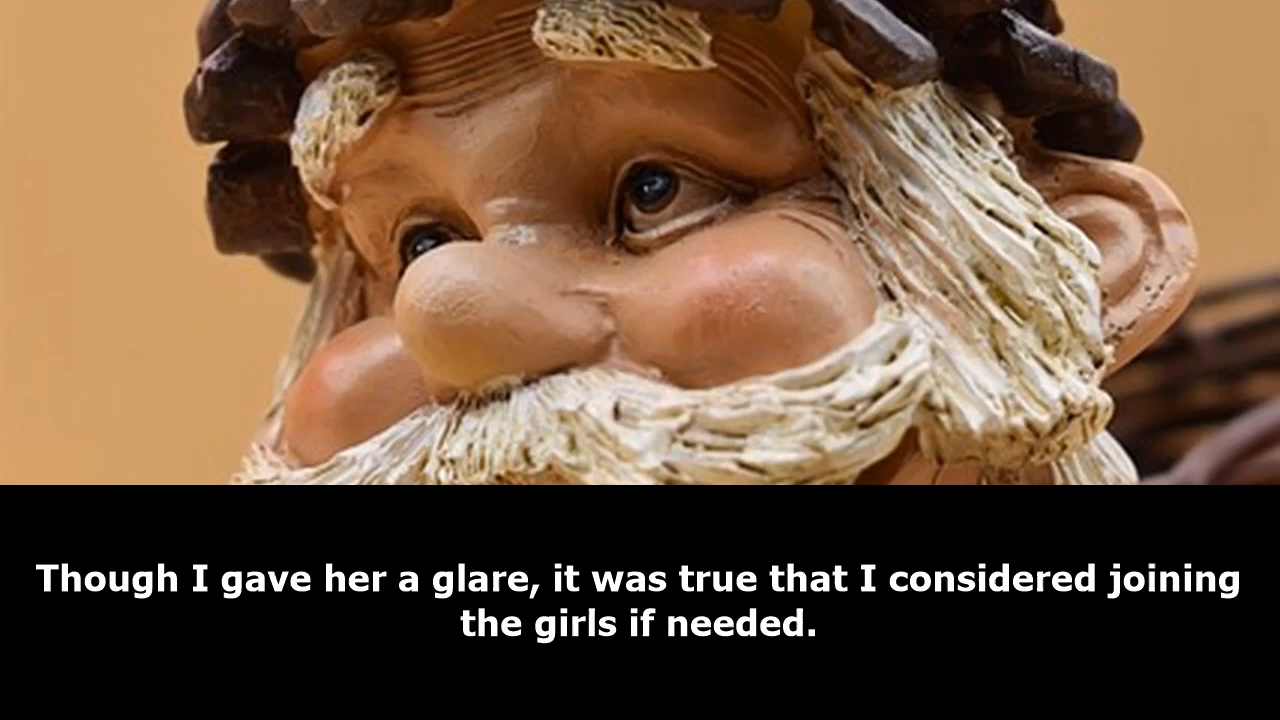 Though I gave her a glare, it was true that I considered joining
the girls if needed.